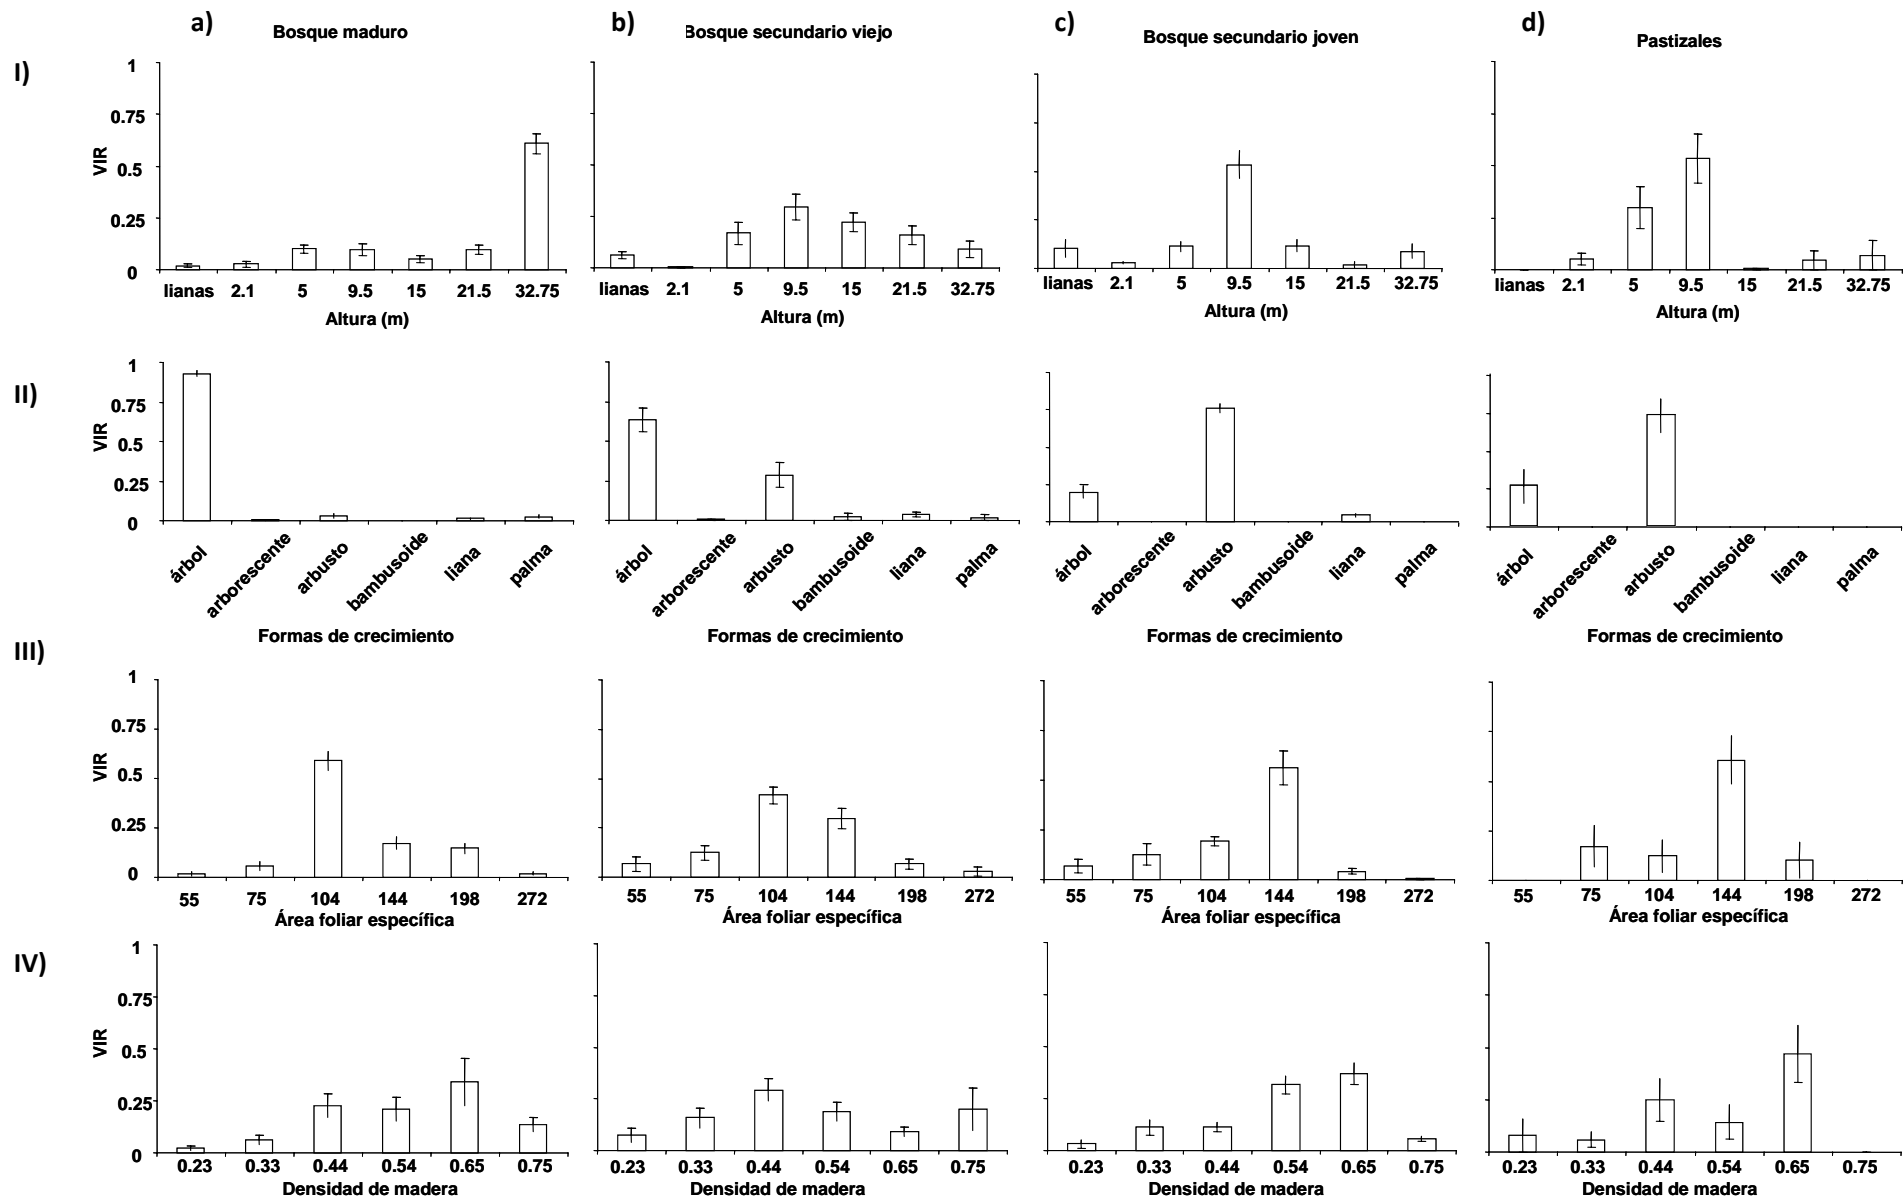 a) Bosque maduro b) Bosque secundario viejo c) Bosque secundario joven d) Pastizales
I)
VIR
1
0.75
0.5
0.25
0
lianas 2.1 5 9.5 15 21.5 32.75
Altura (m)
lianas 2.1 5 9.5 15 21.5 32.75
Altura (m)
lianas 2.1 5 9.5 15 21.5 32.75
Altura (m)
lianas 2.1 5 9.5 15 21.5 32.75
Altura (m)
II)
VIR
1
0.75
0.5
0.25
0
árbol arborescente arbusto bambusoide liana palma
Formas de crecimiento
árbol arborescente arbusto bambusoide liana palma
Formas de crecimiento
árbol arborescente arbusto bambusoide liana palma
árbol arborescente arbusto bambusoide liana palma
Formas de crecimiento
III)
VIR
1
0.75
0.5
0.25
0
55 75 104 144 198 272
Área foliar específica
55 75 104 144 198 272
Área foliar específica
55 75 104 144 198 272
Área foliar específica
55 75 104 144 198 272
Área foliar específica
IV)
VIR
1
0.75
0.5
0.25
0
0.23 0.33 0.44 0.54 0.65 0.75
Densidad de madera
0.23 0.33 0.44 0.54 0.65 0.75
Densidad de madera
0.23 0.33 0.44 0.54 0.65 0.75
Densidad de madera
0.23 0.33 0.44 0.54 0.65 0.75
Densidad de madera